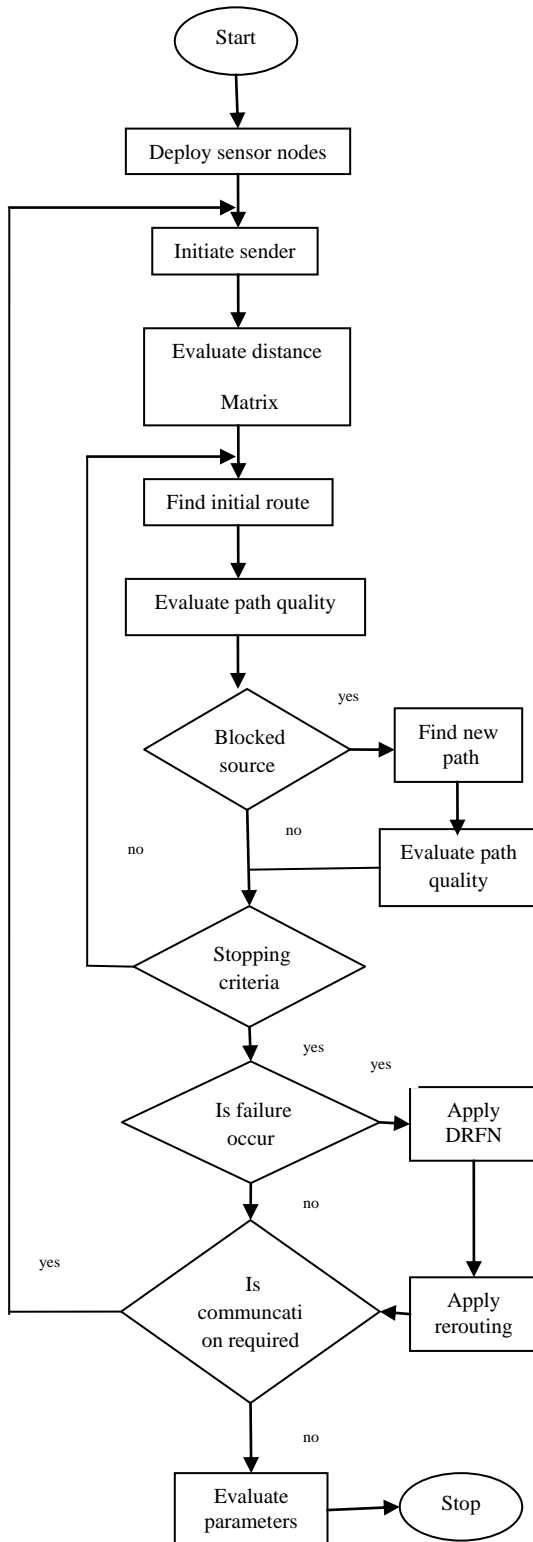 Start
Deploy sensor nodes
Initiate sender
Evaluate distance
Matrix
Find initial route
Evaluate path quality
yes
Blocked
source
Find new
path
no
no
Evaluate path
quality
Stopping
criteria
yes
yes
Is failure
occur
Apply
DRFN
no
yes
Is
communcati
on required
Apply
rerouting
no
Evaluate
parameters
Stop